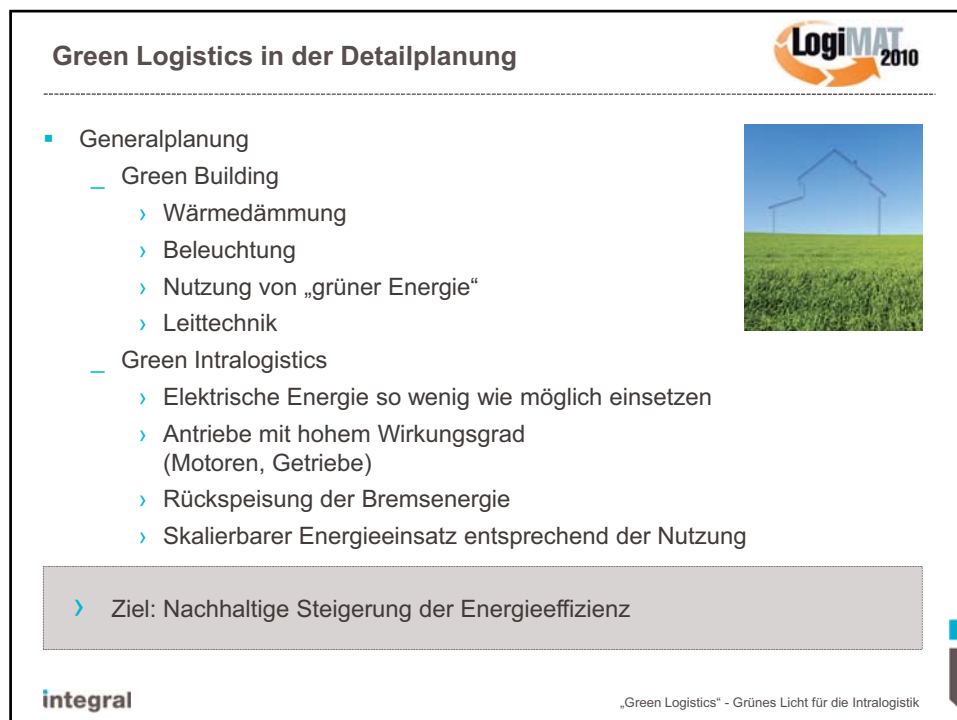 Green Logistics in der Detailplanung
LogiMAT
2010
Generalplanung
Green Building
Wärmedämmung
Beleuchtung
Nutzung von „grüner Energie“
Leittechnik
Green Intralogistics
Elektrische Energie so wenig wie möglich einsetzen
Antriebe mit hohem Wirkungsgrad
(Motoren, Getriebe)
Rückspeisung der Bremsenergie
Skalierbarer Energieeinsatz entsprechend der Nutzung
Ziel: Nachhaltige Steigerung der Energieeffizienz
integral
„Green Logistics“ - Grünes Licht für die Intralogistik